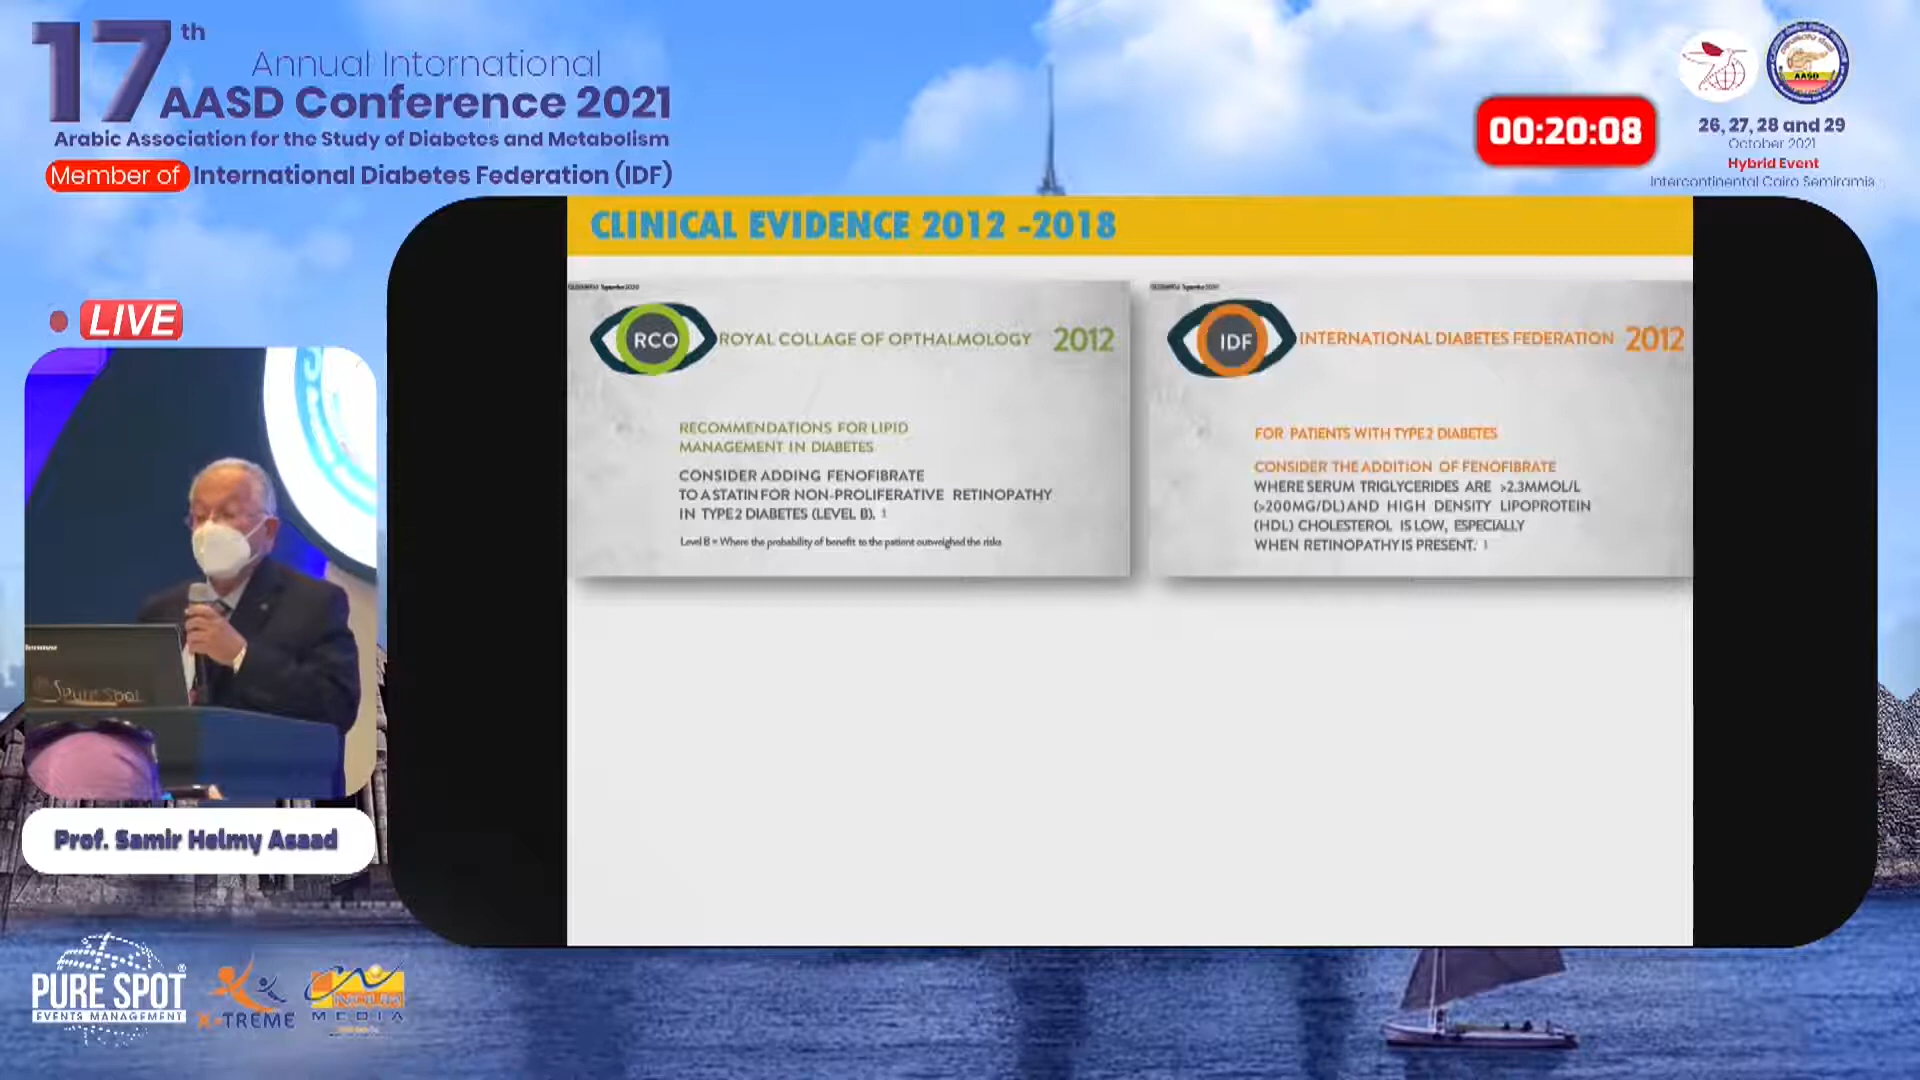 17th
Annual International
AASD Conference 2021
Arabic Association for the Study of Diabetes and Metabolism
Member of International Diabetes Federation (IDF)
00:20:08
AASD
26, 27, 28 and 29
October 2021
Hybrid Event
Intercontinental Cairo Semiramis
LIVE
CLINICAL EVIDENCE 2012 -2018
RCO
ROYAL COLLAGE OF OPTHALMOLOGY 2012
RECOMMENDATIONS FOR LIPID
MANAGEMENT IN DIABETES
CONSIDER ADDING FENOFIBRATE
TO A STATIN FOR NON-PROLIFERATIVE RETINOPATHY
IN TYPE 2 DIABETES (LEVEL B). 1
Level B = Where the probability of benefit to the patient outweighed the risks
IDF
INTERNATIONAL DIABETES FEDERATION 2012
FOR PATIENTS WITH TYPE 2 DIABETES
CONSIDER THE ADDITION OF FENOFIBRATE
WHERE SERUM TRIGLYCERIDES ARE >2.3MMOL/L
(>200MG/DL) AND HIGH DENSITY LIPOPROTEIN
(HDL) CHOLESTEROL IS LOW, ESPECIALLY
WHEN RETINOPATHY IS PRESENT. 1
lenovo
Pure Spot
Prof. Samir Helmy Asaad
PURE SPOT
EVENTS MANAGEMENT
X-TREME
MEDIA